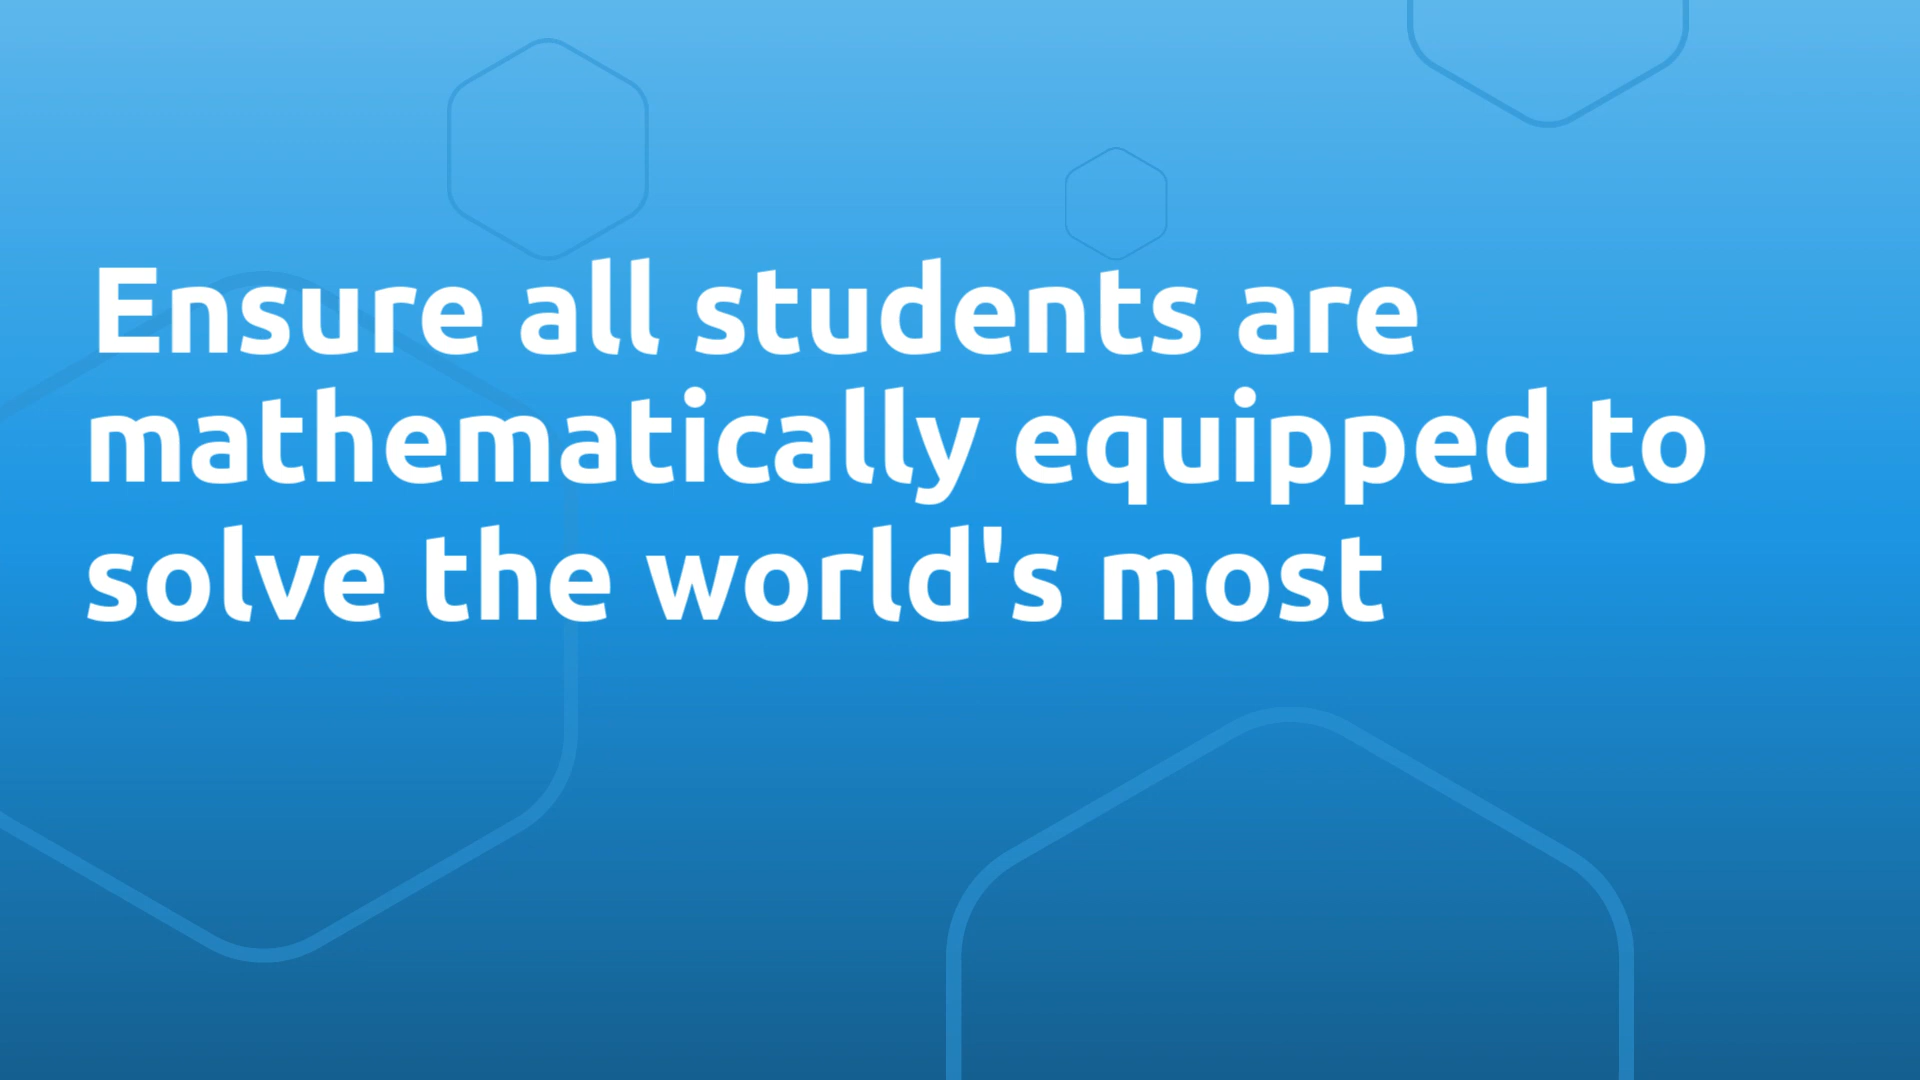 Ensure all students are
mathematically equipped to
solve the world's most